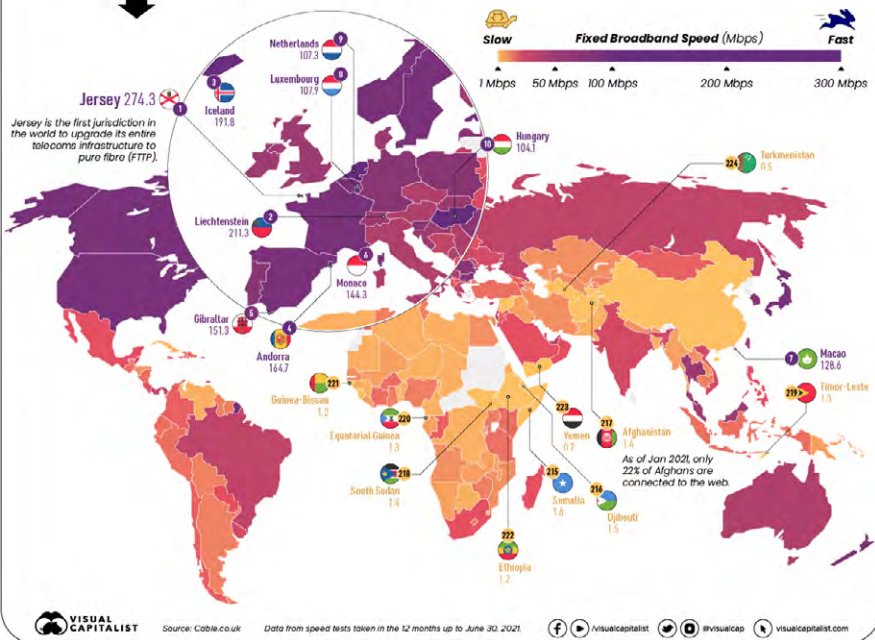 Slow
Fixed Broadband Speed (Mbps)
Fast
1 Mbps
50 Mbps
100 Mbps
200 Mbps
300 Mbps
9
Netherlands
107.3
8
Luxembourg
107.9
3
Iceland
191.8
Jersey 274.3
1
Jersey is the first jurisdiction in
the world to upgrade its entire
telecoms infrastructure to
pure fibre (FTTP).
10
Hungary
104.1
224
Turkmenistan
0.5
Liechtenstein
2
211.3
6
Monaco
144.3
Gibraltar
5
151.3
4
Andorra
164.7
7
Macao
128.6
219
Timor-Leste
1.3
221
Guinea-Bissau
1.2
220
Equatorial Guinea
1.3
218
South Sudan
1.4
223
Yemen
0.7
217
Afghanistan
1.4
As of Jan 2021, only
22% of Afghans are
connected to the web.
215
Somalia
1.6
216
Djibouti
1.5
222
Ethiopia
1.2
VISUAL
CAPITALIST
Source: Cable.co.uk
Data from speed tests taken in the 12 months up to June 30, 2021.
/visualcapitalist
@visualcap
visualcapitalist.com